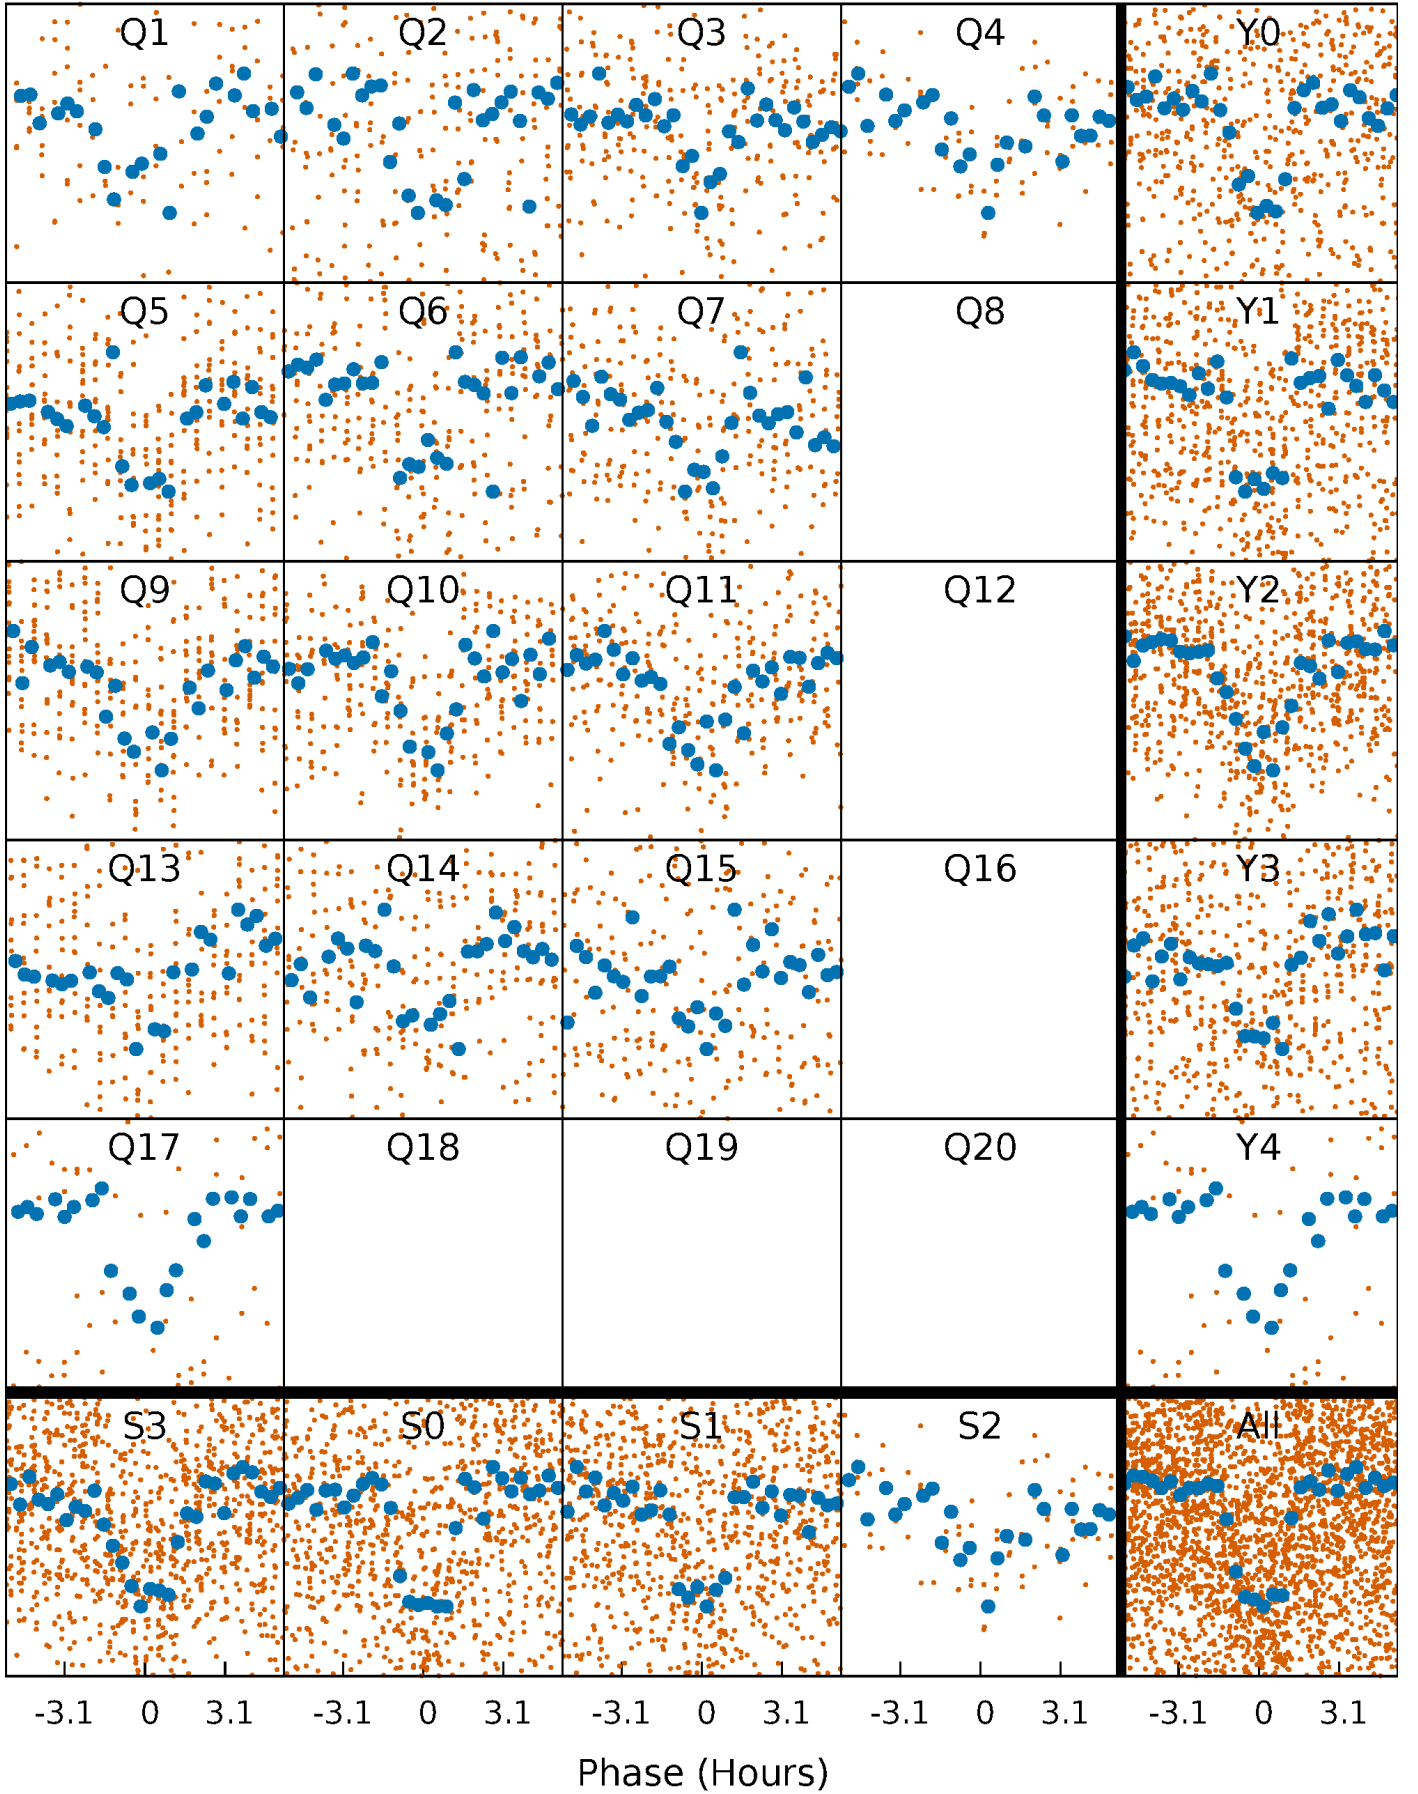 Q1 Q2 Q3 Q4 Y0
Q5 Q6 Q7 Q8 Y1
Q9 Q10 Q11 Q12 Y2
Q13 Q14 Q15 Q16 Y3
Q17 Q18 Q19 Q20 Y4
S3 S0 S1 S2 All
-3.1 0 3.1 -3.1 0 3.1 -3.1 0 3.1 -3.1 0 3.1 -3.1 0 3.1
Phase (Hours)